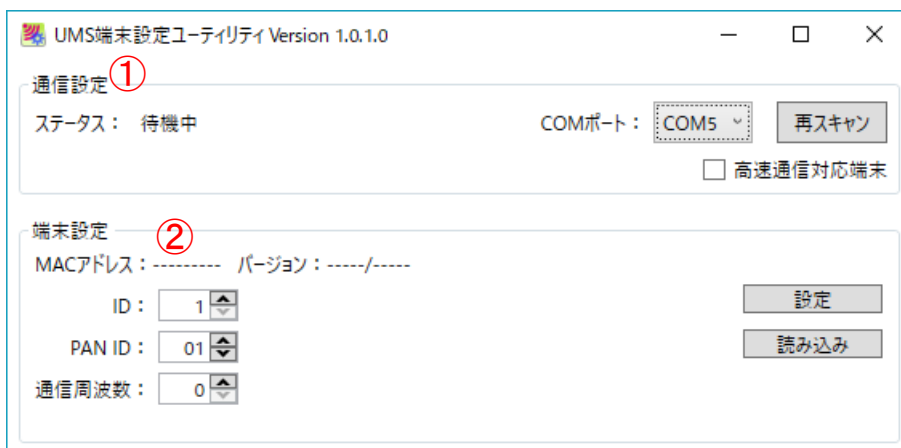 UMS端末設定ユーティリティ Version 1.0.1.0
通信設定 ①
ステータス： 待機中 COMポート： COM5 再スキャン
高速通信対応端末
端末設定 ②
MACアドレス：--------- バージョン：-----/-----
ID： 1 設定
PAN ID： 01 読み込み
通信周波数： 0